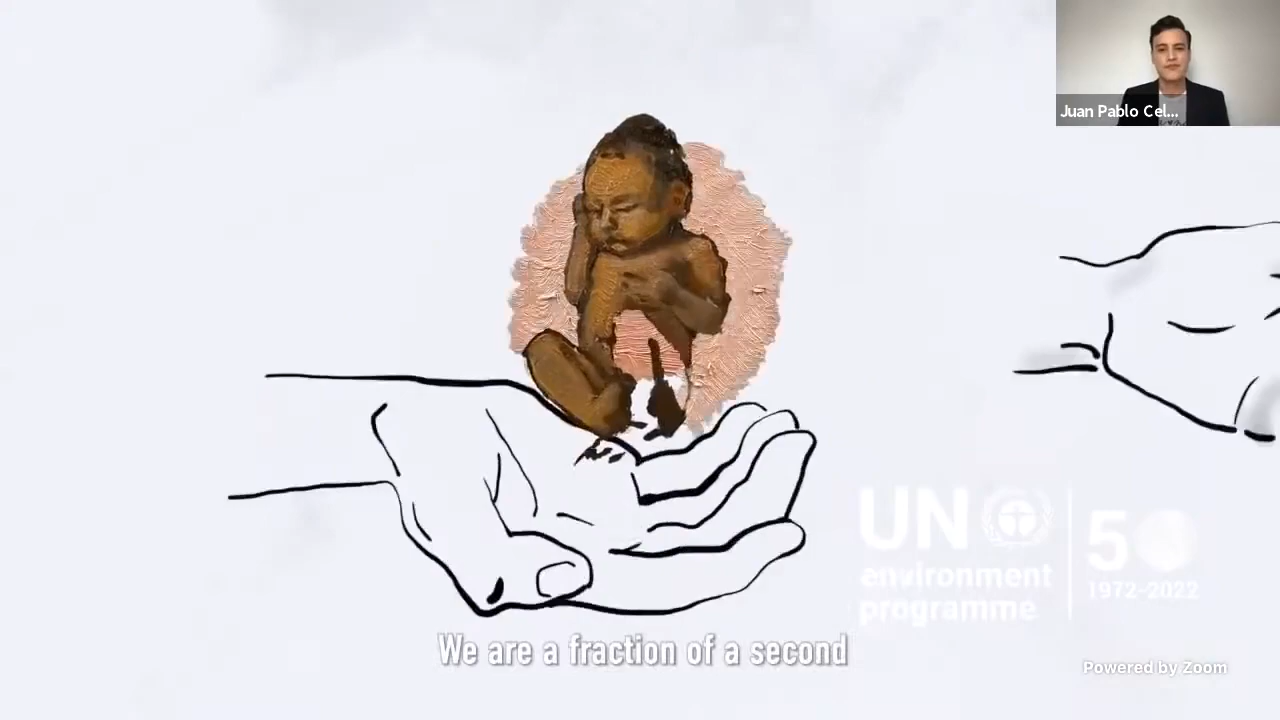 Juan Pablo Cel...
UN
environment
programme
50
1972-2022
We are a fraction of a second
Powered by Zoom